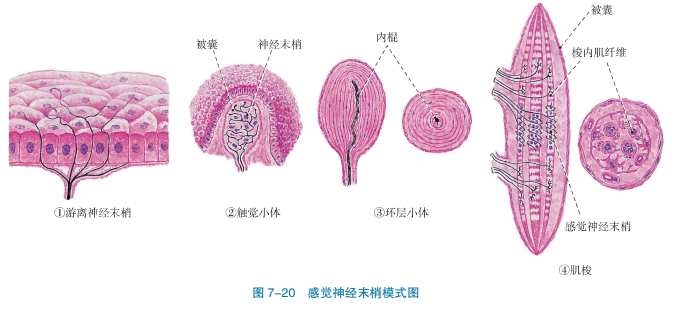 被囊
神经末梢
内棍
被囊
梭内肌纤维
感觉神经末梢
①游离神经末梢
②触觉小体
③环层小体
④肌梭
图 7-20 感觉神经末梢模式图